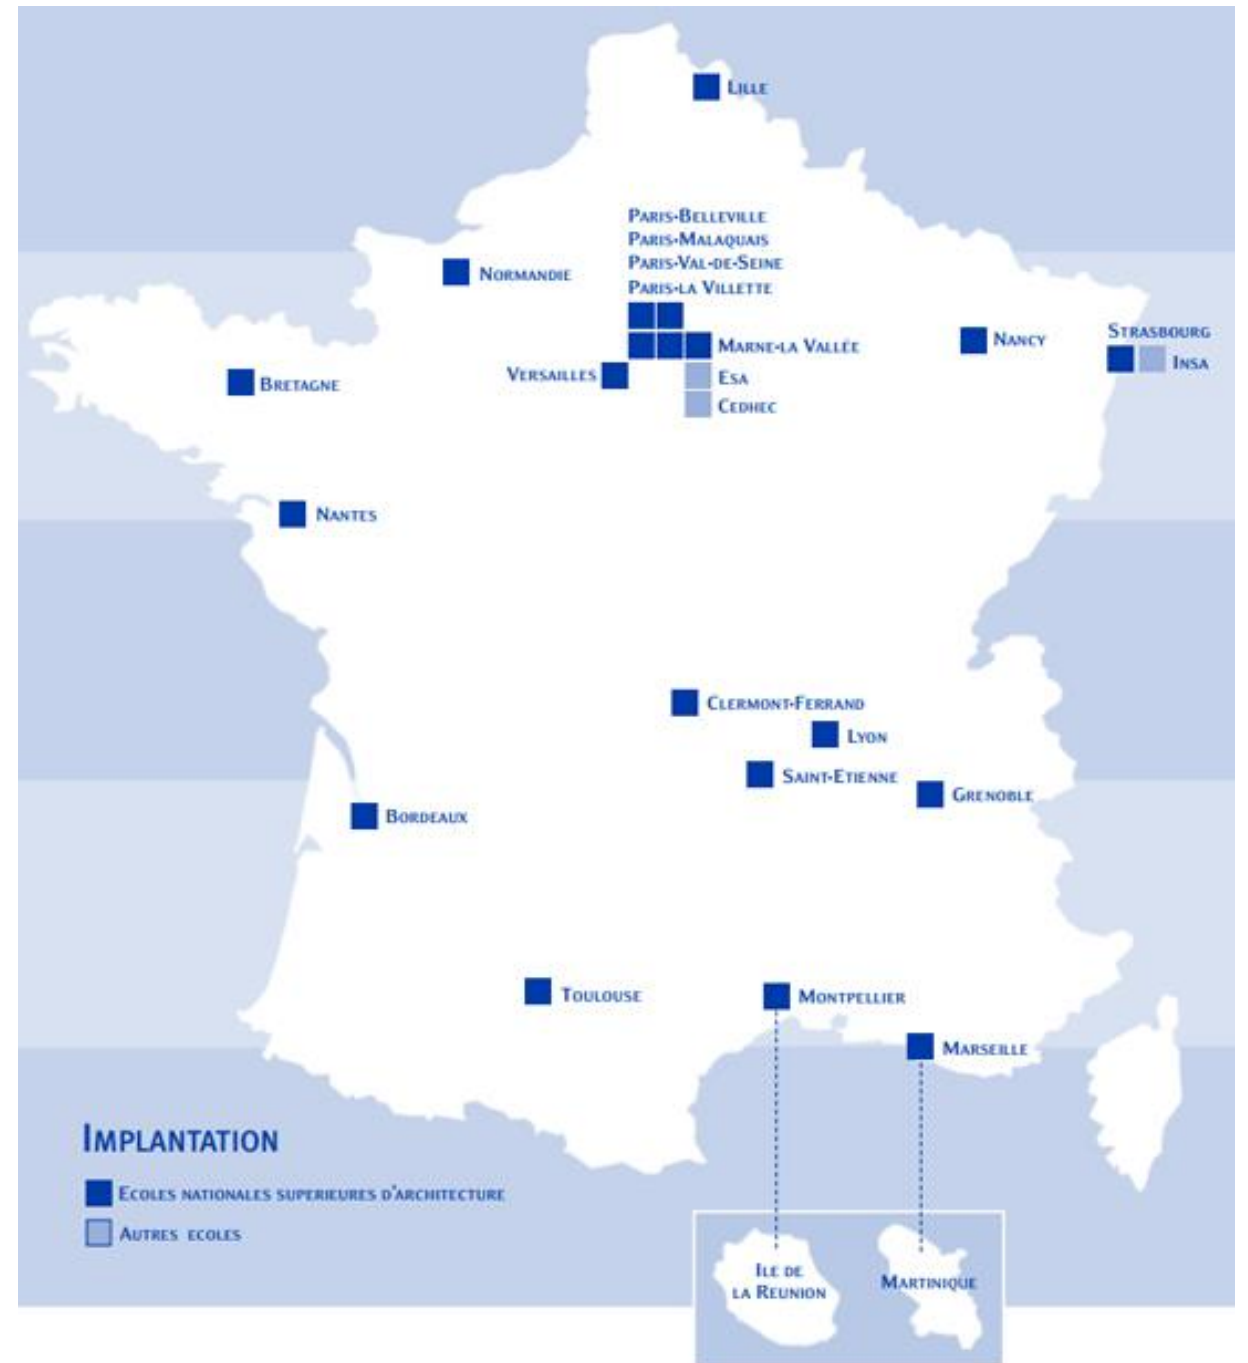 Lille
Paris-Belleville
Paris-Malaquais
Paris-Val-de-Seine
Paris-la Villette
Normandie
Marne-la Vallée
Nancy
Strasbourg
Insa
Versailles
Esa
Bretagne
Cedhec
Nantes
Clermont-Ferrand
Lyon
Saint-Etienne
Grenoble
Bordeaux
Toulouse
Montpellier
Marseille
Implantation
Ecoles nationales superieures d'architecture
Autres ecoles
Ile de
la Reunion
Martinique